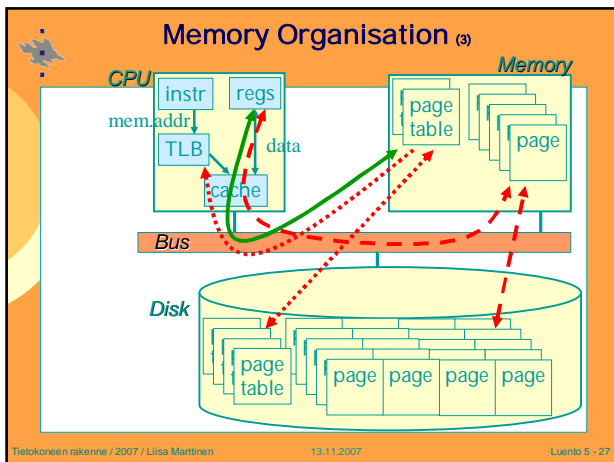 Memory Organisation (3)
CPU
Memory
instr
regs
mem.addr
TLB
data
cache
page
table
page
Bus
Disk
page
table
page
page
page
page
Tietokoneen rakenne / 2007 / Liisa Marttinen
13.11.2007
Luento 5 - 27